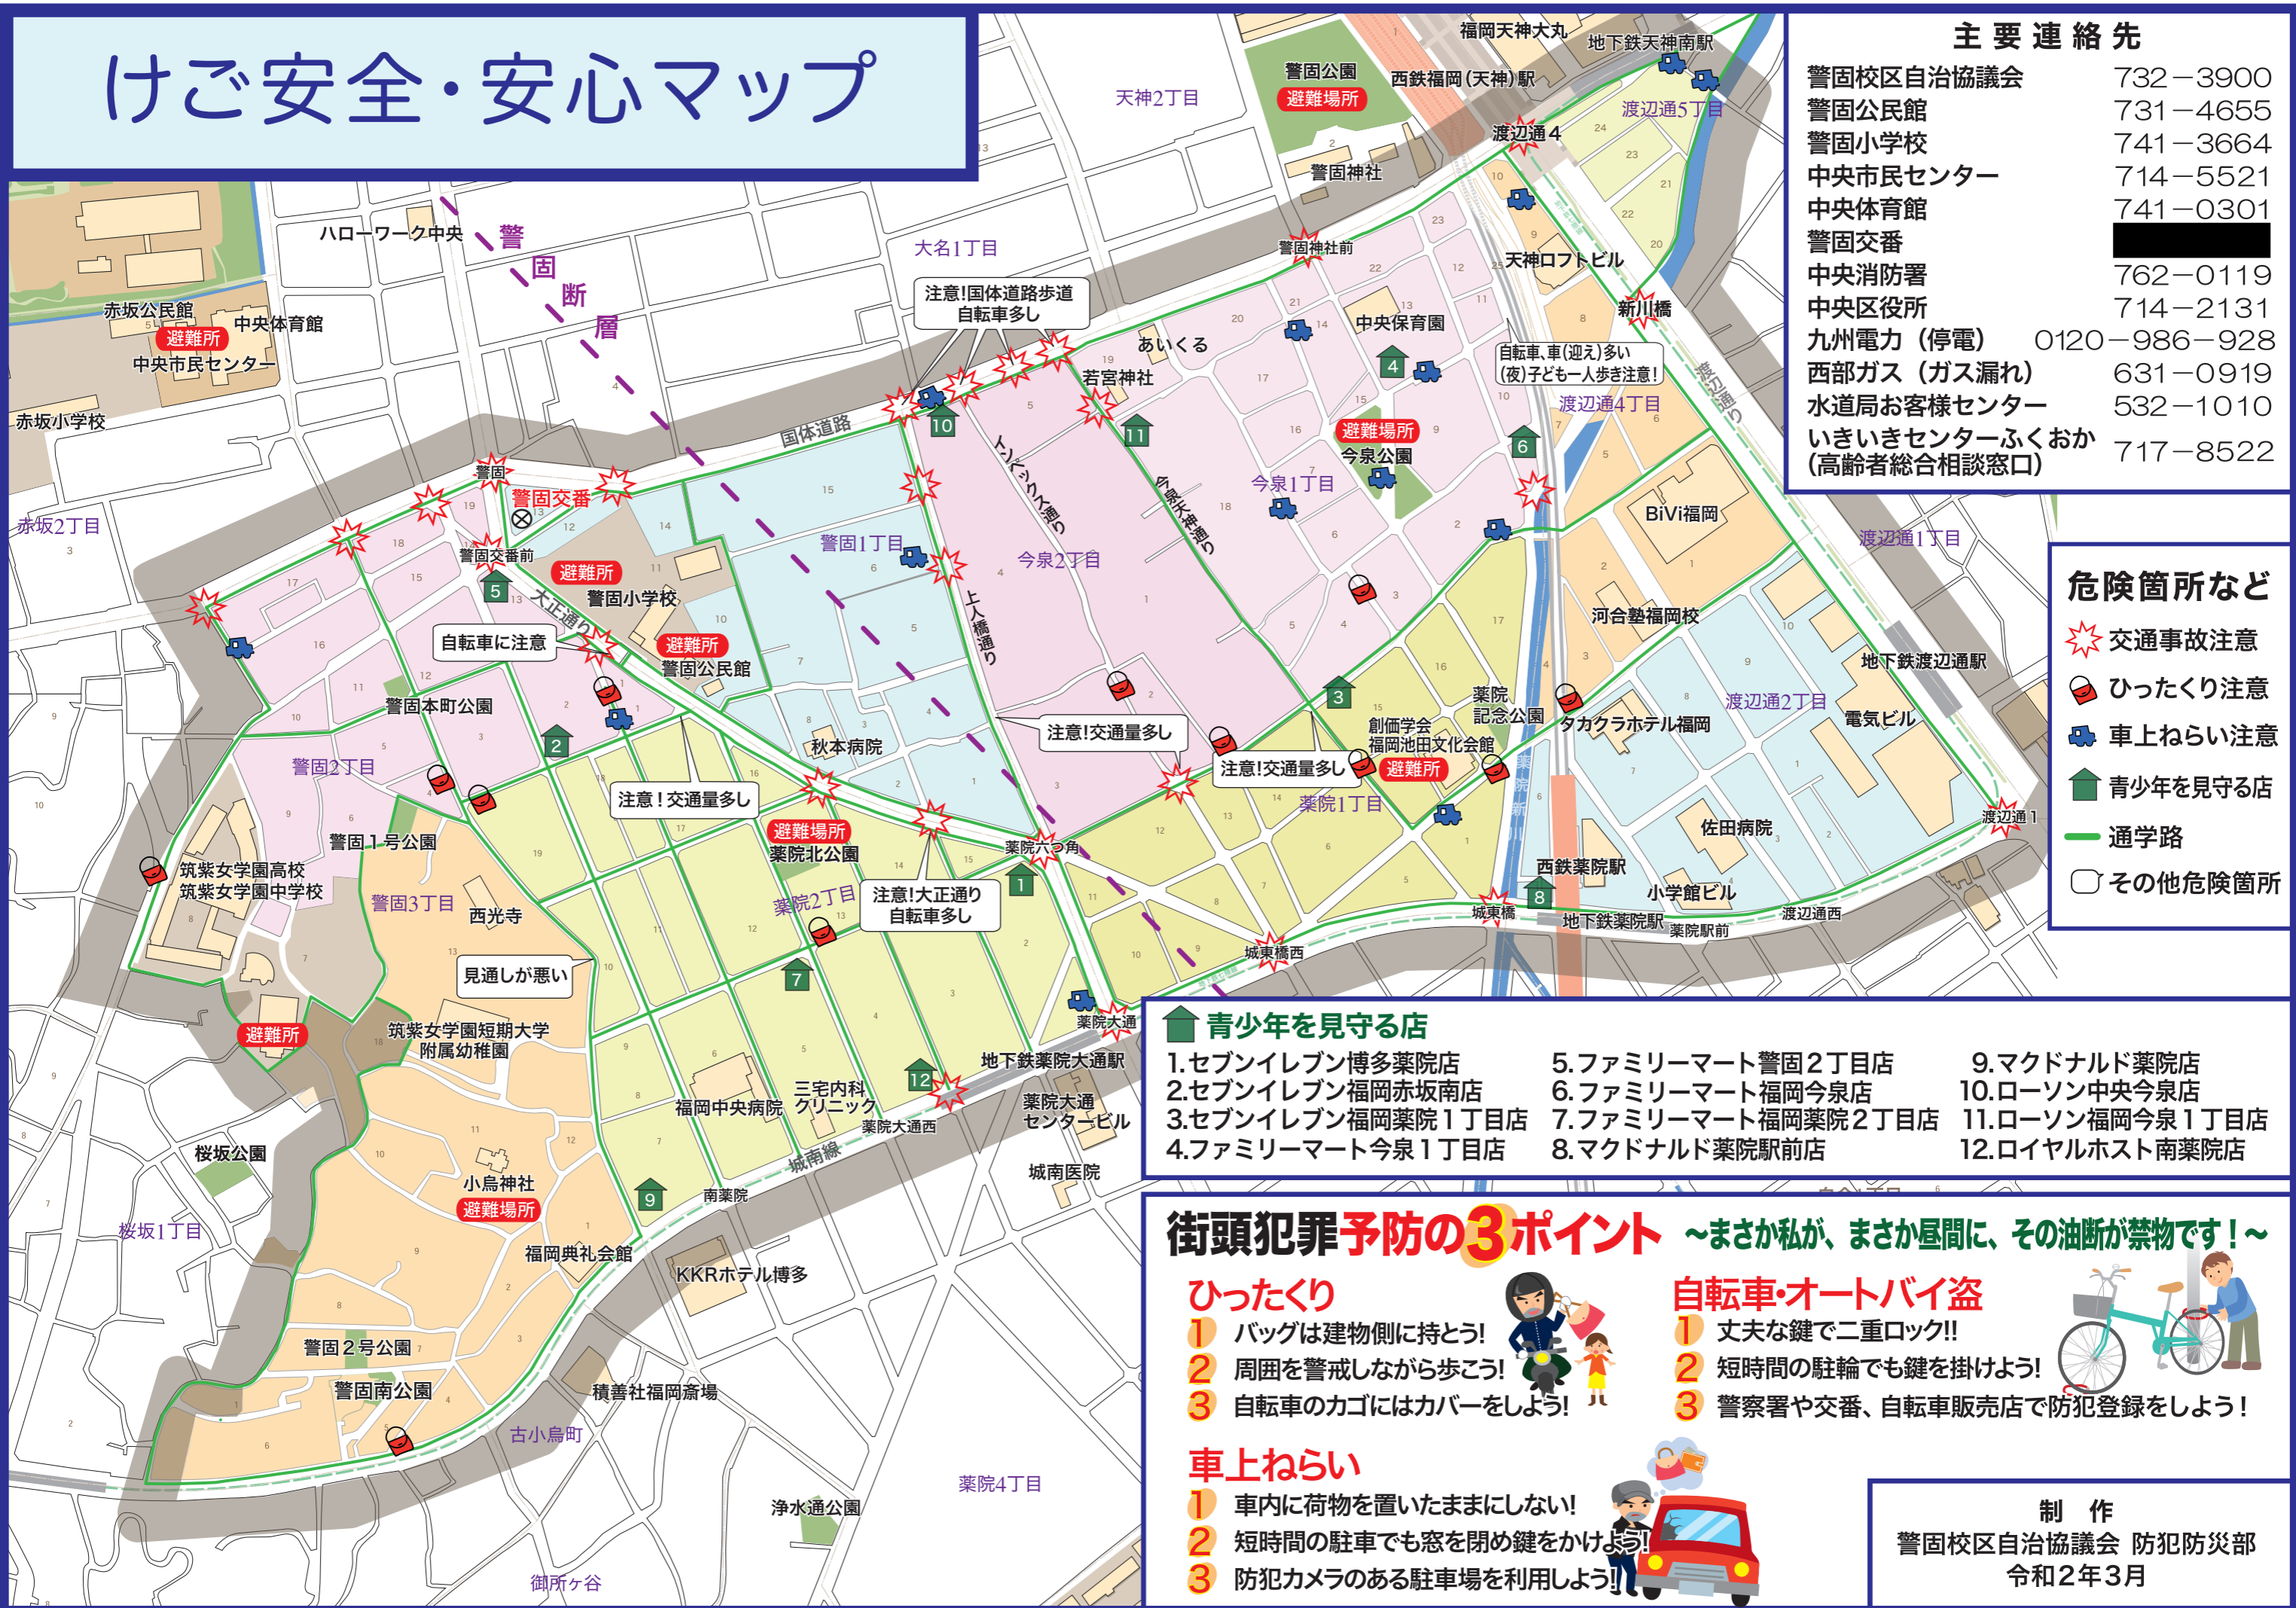 けご安全・安心マップ
主要連絡先
警固校区自治協議会 732−3900
警固公民館 731−4655
警固小学校 741−3664
中央市民センター 714−5521
中央体育館 741−0301
警固交番
中央消防署 762−0119
中央区役所 714−2131
九州電力（停電） 0120−986−928
西部ガス（ガス漏れ） 631−0919
水道局お客様センター 532−1010
いきいきセンターふくおか
(高齢者総合相談窓口) 717−8522
福岡天神大丸
地下鉄天神南駅
警固公園
避難場所
西鉄福岡(天神)駅
天神2丁目
渡辺通5丁目
渡辺通4
警固神社
ハローワーク中央
警固断層
大名1丁目
警固神社前
天神ロフトビル
新川橋
注意!国体道路歩道
自転車多し
赤坂公民館
避難所
中央体育館
中央市民センター
赤坂小学校
あいくる
若宮神社
中央保育園
4
自転車、車(迎え)多い
(夜)子ども一人歩き注意!
渡辺通り
渡辺通4丁目
国体道路
10
11
避難場所
今泉公園
6
警固
警固交番
赤坂2丁目
インペックス通り
今泉天神通り
今泉1丁目
BiVi福岡
渡辺通1丁目
警固交番前
警固1丁目
今泉2丁目
避難所
警固小学校
5
大正通り
上人橋通り
自転車に注意
避難所
警固公民館
河合塾福岡校
地下鉄渡辺通駅
警固本町公園
2
3
薬院
記念公園
タカクラホテル福岡
渡辺通2丁目
電気ビル
秋本病院
注意!交通量多し
創価学会
福岡池田文化会館
避難所
注意!交通量多し
警固2丁目
注意！交通量多し
薬院1丁目
薬院新川
警固１号公園
避難場所
薬院北公園
薬院六つ角
佐田病院
渡辺通1
筑紫女学園高校
筑紫女学園中学校
警固3丁目
西光寺
薬院2丁目
注意!大正通り
自転車多し
1
西鉄薬院駅
8
小学館ビル
城東橋
地下鉄薬院駅
薬院駅前
渡辺通西
城東橋西
見通しが悪い
7
避難所
筑紫女学園短期大学
附属幼稚園
薬院大通
地下鉄薬院大通駅
12
福岡中央病院
三宅内科
クリニック
薬院大通西
薬院大通
センタービル
城南線
城南医院
桜坂公園
小烏神社
避難場所
9
南薬院
桜坂1丁目
福岡典礼会館
KKRホテル博多
警固２号公園
警固南公園
積善社福岡斎場
古小烏町
薬院4丁目
浄水通公園
御所ヶ谷
危険箇所など
交通事故注意
ひったくり注意
車上ねらい注意
青少年を見守る店
通学路
その他危険箇所
青少年を見守る店
1.セブンイレブン博多薬院店
2.セブンイレブン福岡赤坂南店
3.セブンイレブン福岡薬院１丁目店
4.ファミリーマート今泉１丁目店
5.ファミリーマート警固２丁目店
6.ファミリーマート福岡今泉店
7.ファミリーマート福岡薬院２丁目店
8.マクドナルド薬院駅前店
9.マクドナルド薬院店
10.ローソン中央今泉店
11.ローソン福岡今泉１丁目店
12.ロイヤルホスト南薬院店
街頭犯罪予防の3ポイント ～まさか私が、まさか昼間に、その油断が禁物です！～
ひったくり
1 バッグは建物側に持とう!
2 周囲を警戒しながら歩こう!
3 自転車のカゴにはカバーをしよう!
自転車・オートバイ盗
1 丈夫な鍵で二重ロック!!
2 短時間の駐輪でも鍵を掛けよう!
3 警察署や交番、自転車販売店で防犯登録をしよう！
車上ねらい
1 車内に荷物を置いたままにしない!
2 短時間の駐車でも窓を閉め鍵をかけよう!
3 防犯カメラのある駐車場を利用しよう!
制 作
警固校区自治協議会 防犯防災部
令和2年3月